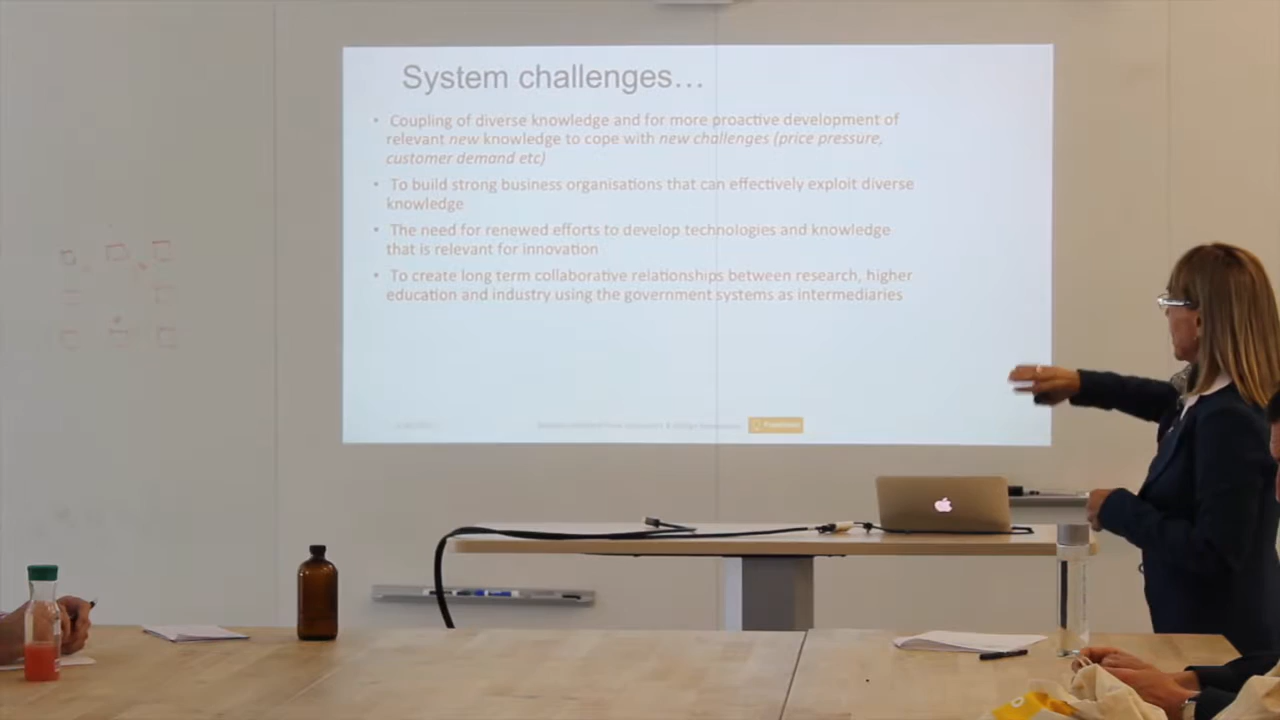 System challenges…
• Coupling of diverse knowledge and for more proactive development of
relevant new knowledge to cope with new challenges (price pressure,
customer demand etc)
• To build strong business organisations that can effectively exploit diverse
knowledge
• The need for renewed efforts to develop technologies and knowledge
that is relevant for innovation
• To create long term collaborative relationships between research, higher
education and industry using the government systems as intermediaries